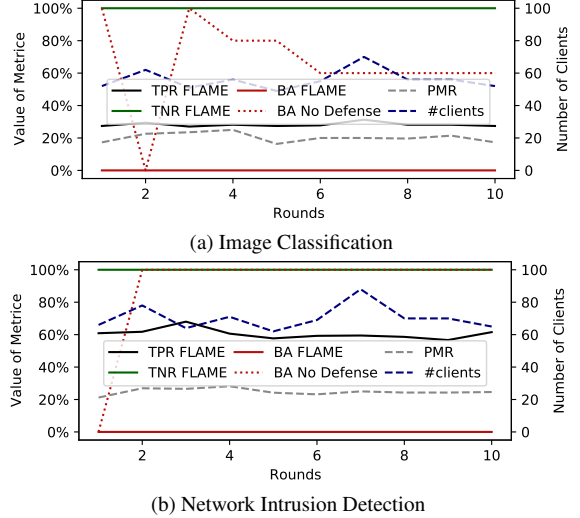 100%
80%
60%
40%
20%
0%
Value of Metrice
100
80
60
40
20
0
Number of Clients
TPR FLAME
TNR FLAME
BA FLAME
BA No Defense
PMR
#clients
2
4
6
8
10
Rounds
(a) Image Classification
100%
80%
60%
40%
20%
0%
Value of Metrice
100
80
60
40
20
0
Number of Clients
TPR FLAME
TNR FLAME
BA FLAME
BA No Defense
PMR
#clients
2
4
6
8
10
Rounds
(b) Network Intrusion Detection